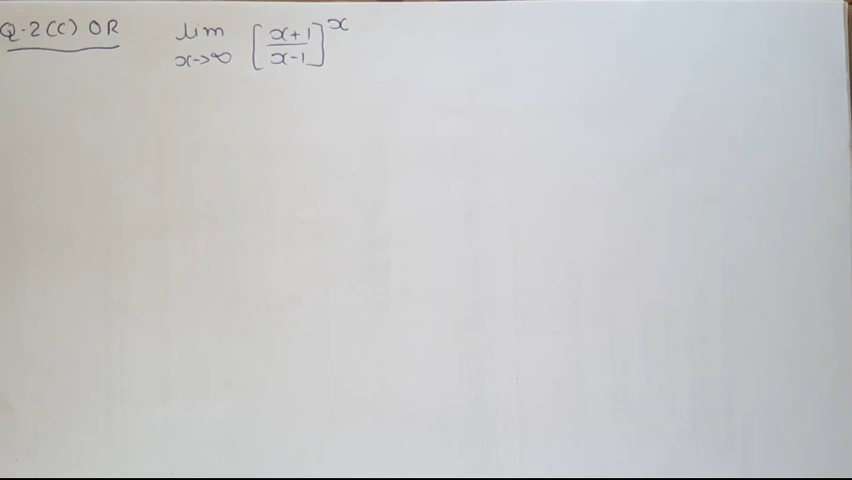 Q.2(C) OR lim x->∞ [x+1/x-1]^x